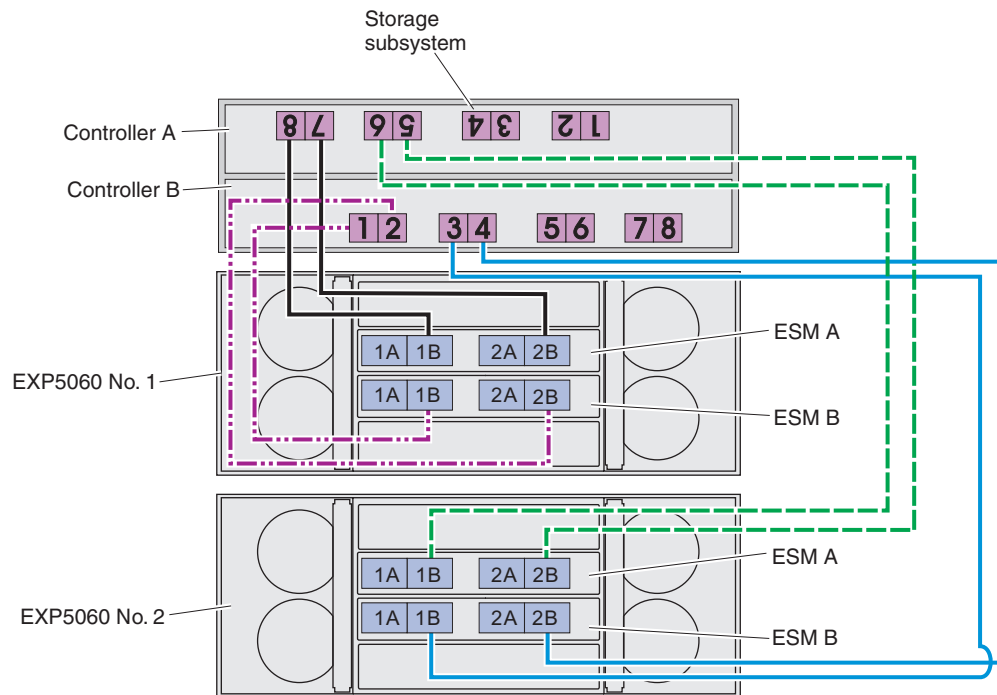 Storage
subsystem
Controller A
8 7 6 5 4 3 2 1
Controller B
1 2 3 4 5 6 7 8
1A 1B 2A 2B
ESM A
EXP5060 No. 1
1A 1B 2A 2B
ESM B
1A 1B 2A 2B
ESM A
EXP5060 No. 2
1A 1B 2A 2B
ESM B